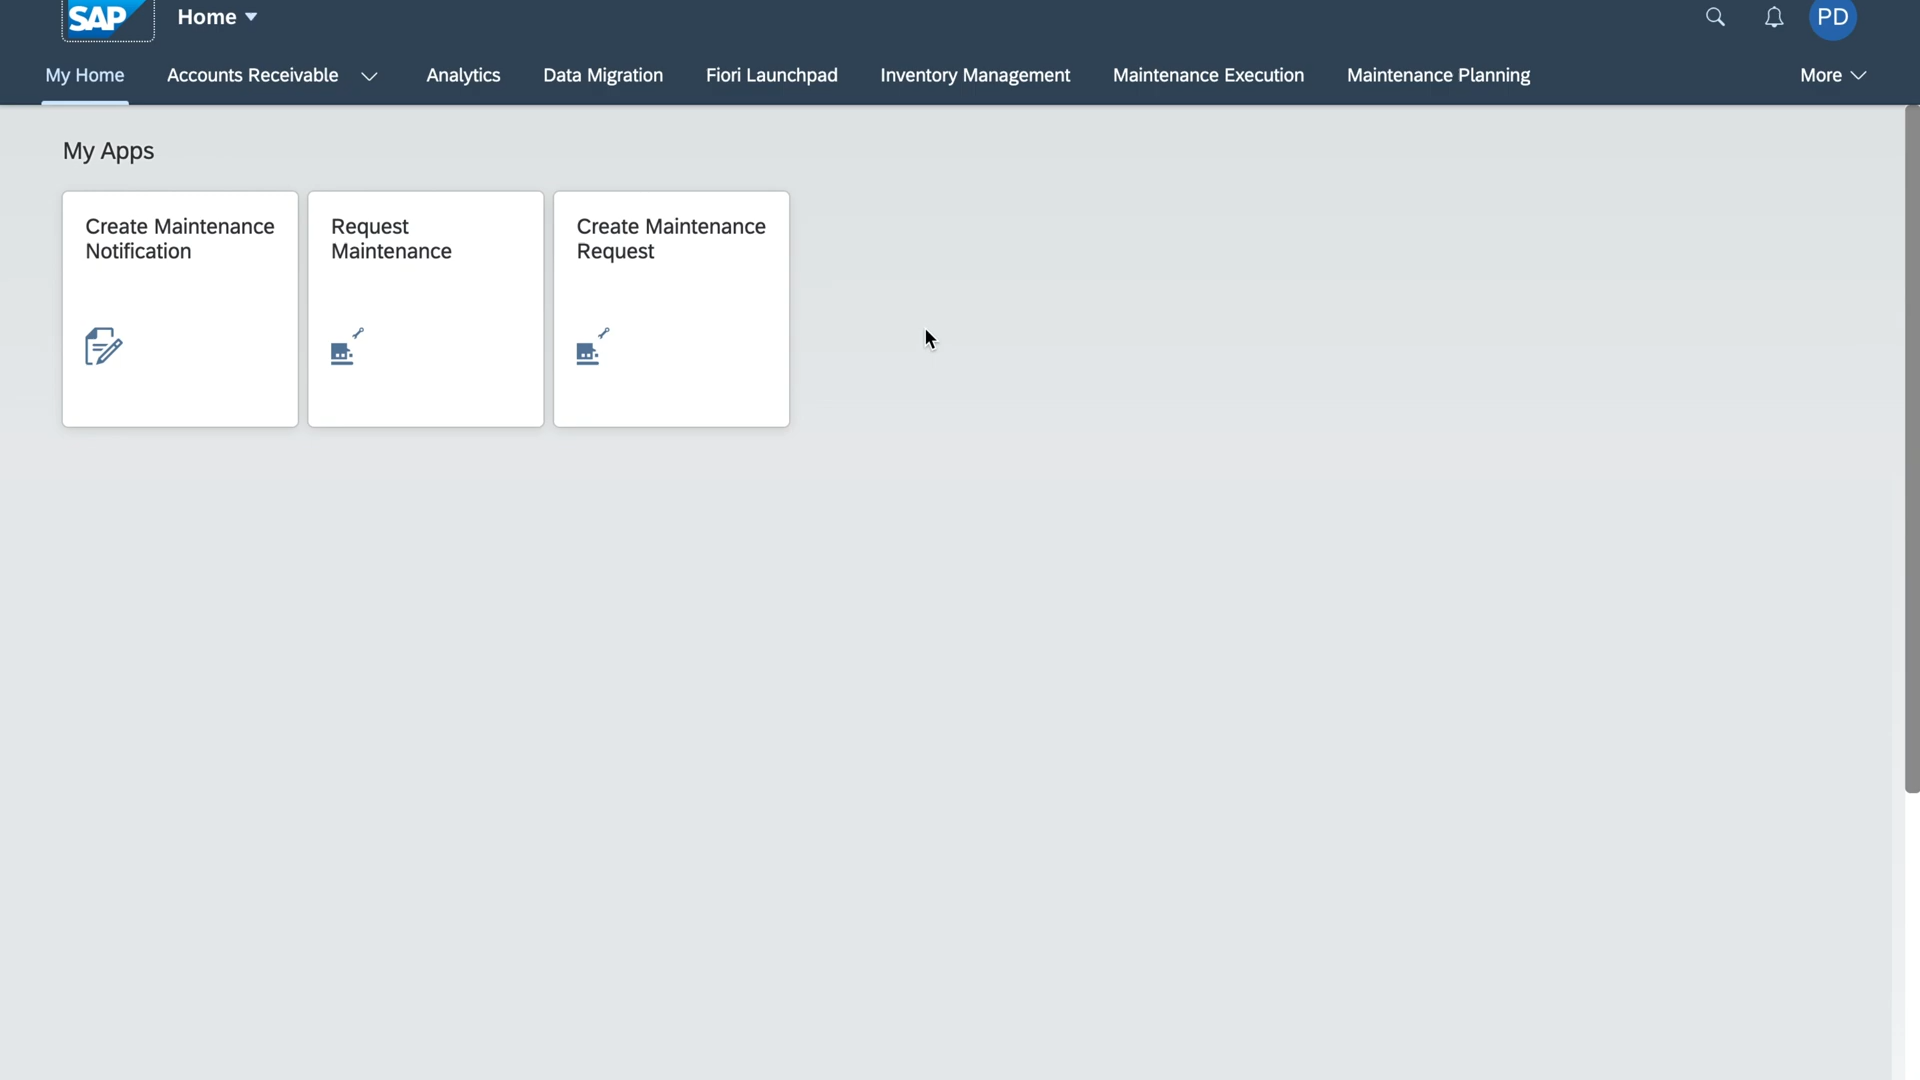 SAP Home PD
My Home Accounts Receivable Analytics Data Migration Fiori Launchpad Inventory Management Maintenance Execution Maintenance Planning More
My Apps
Create Maintenance
Notification
Request
Maintenance
Create Maintenance
Request